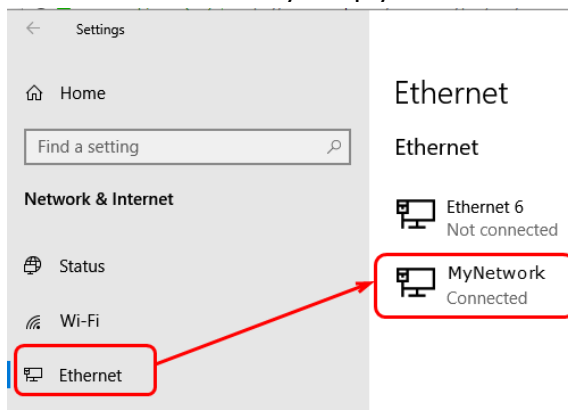 Settings
Home
Find a setting
Network & Internet
Status
Wi-Fi
Ethernet
Ethernet
Ethernet
Ethernet 6
Not connected
MyNetwork
Connected